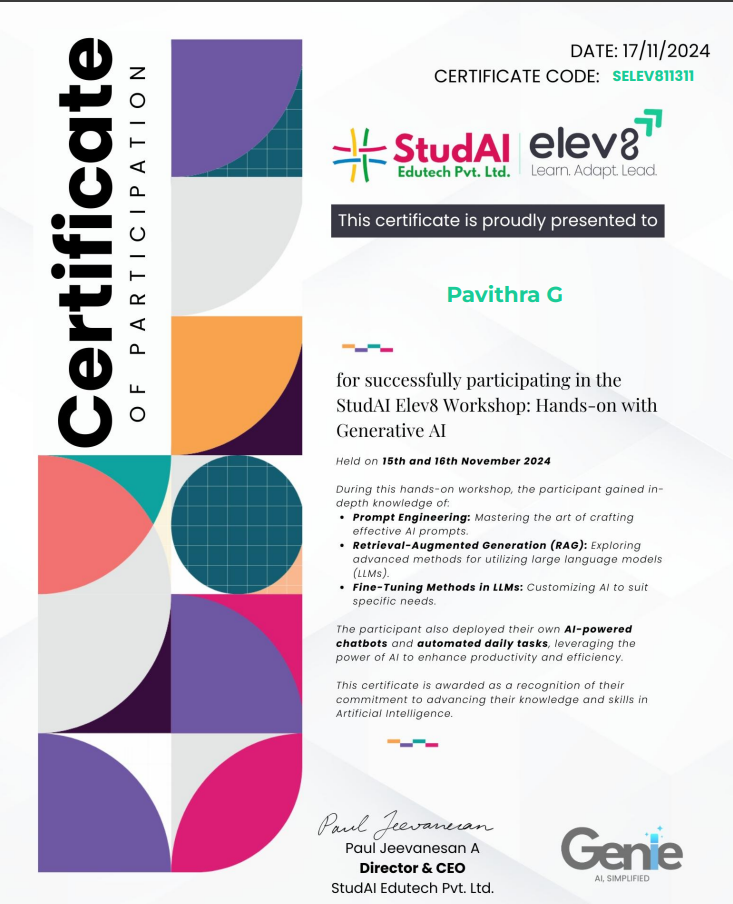 Certificate
OF PARTICIPATION
DATE: 17/11/2024
CERTIFICATE CODE: SELEV811311
StudAI
Edutech Pvt. Ltd.
elev8
Learn. Adapt. Lead.
This certificate is proudly presented to
Pavithra G
for successfully participating in the
StudAI Elev8 Workshop: Hands-on with
Generative AI
Held on 15th and 16th November 2024
During this hands-on workshop, the participant gained in-
depth knowledge of:
• Prompt Engineering: Mastering the art of crafting
effective AI prompts.
• Retrieval-Augmented Generation (RAG): Exploring
advanced methods for utilizing large language models
(LLMs).
• Fine-Tuning Methods in LLMs: Customizing AI to suit
specific needs.
The participant also deployed their own AI-powered
chatbots and automated daily tasks, leveraging the
power of AI to enhance productivity and efficiency.
This certificate is awarded as a recognition of their
commitment to advancing their knowledge and skills in
Artificial Intelligence.
Paul Jeevanesan
Paul Jeevanesan A
Director & CEO
StudAI Edutech Pvt. Ltd.
Genie
AI, SIMPLIFIED